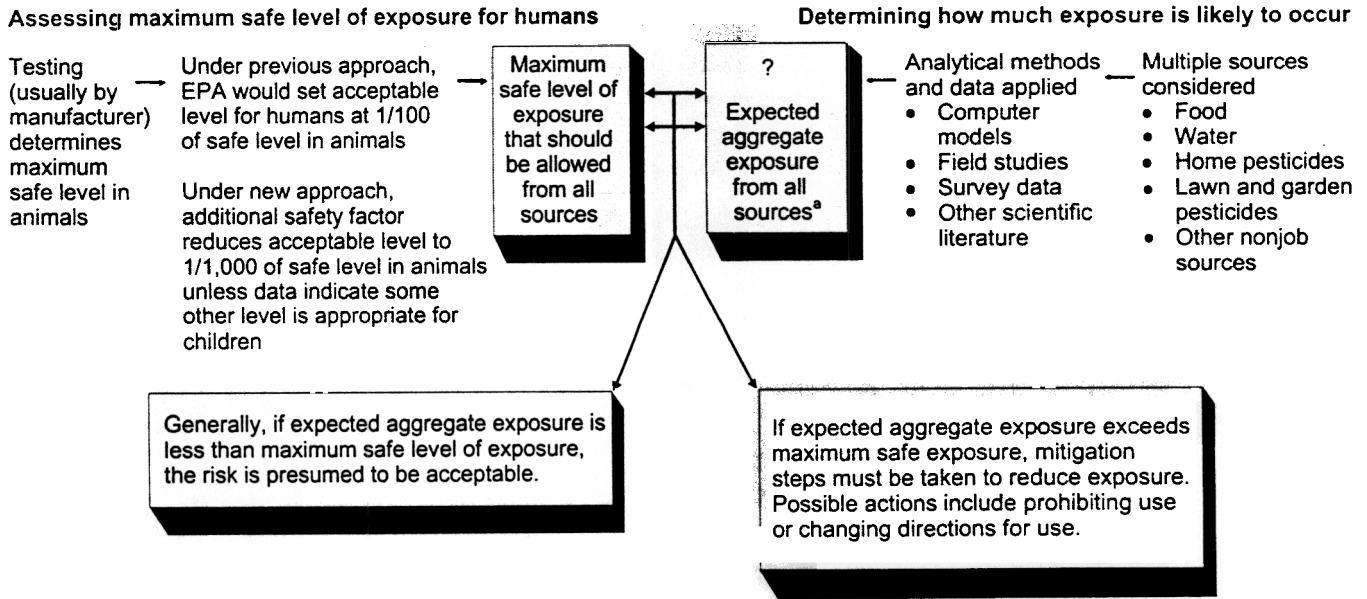 Assessing maximum safe level of exposure for humans
Testing
(usually by
manufacturer)
determines
maximum
safe level in
animals
Under previous approach,
EPA would set acceptable
level for humans at 1/100
of safe level in animals
Under new approach,
additional safety factor
reduces acceptable level to
1/1,000 of safe level in animals
unless data indicate some
other level is appropriate for
children
Maximum
safe level of
exposure
that should
be allowed
from all
sources
Determining how much exposure is likely to occur
?
Expected
aggregate
exposure
from all
sourcesª
Analytical methods
and data applied
• Computer
models
• Field studies
• Survey data
• Other scientific
literature
Multiple sources
considered
• Food
• Water
• Home pesticides
• Lawn and garden
pesticides
• Other nonjob
sources
Generally, if expected aggregate exposure is
less than maximum safe level of exposure,
the risk is presumed to be acceptable.
If expected aggregate exposure exceeds
maximum safe exposure, mitigation
steps must be taken to reduce exposure.
Possible actions include prohibiting use
or changing directions for use.